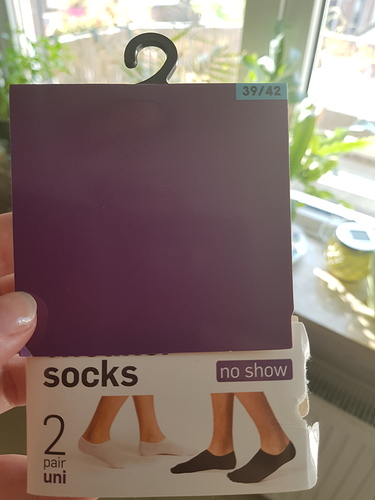 39/42
socks
no show
2
pair
uni